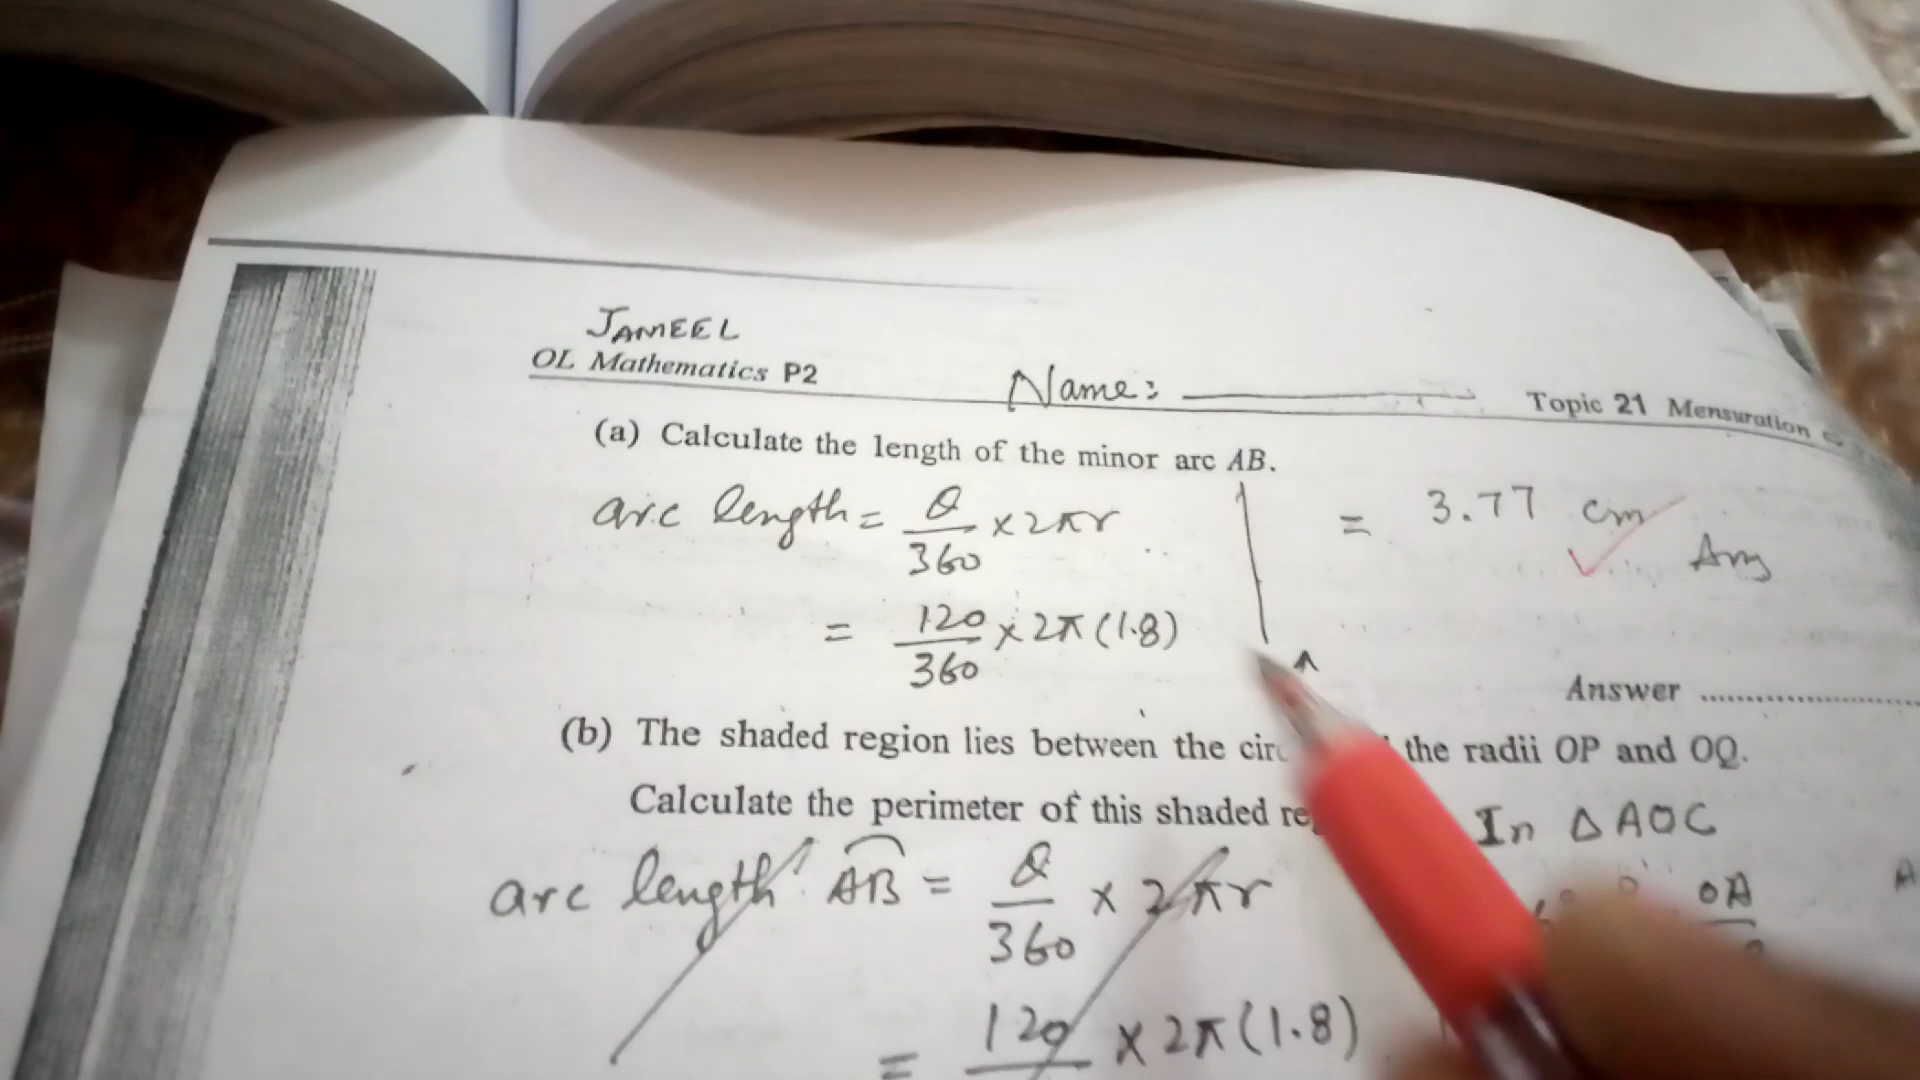 JAMEEL
OL Mathematics P2
Name:
Topic 21 Mensuration
(a) Calculate the length of the minor arc AB.
arc length = θ/360 × 2πr
= 3.77 cm
Ans
= 120/360 × 2π(1.8)
Answer ....................
(b) The shaded region lies between the the radii OP and OQ.
Calculate the perimeter of this shaded
In △AOC
arc length AB = θ/360 × 2πr
OA
= 120 × 2π(1.8)